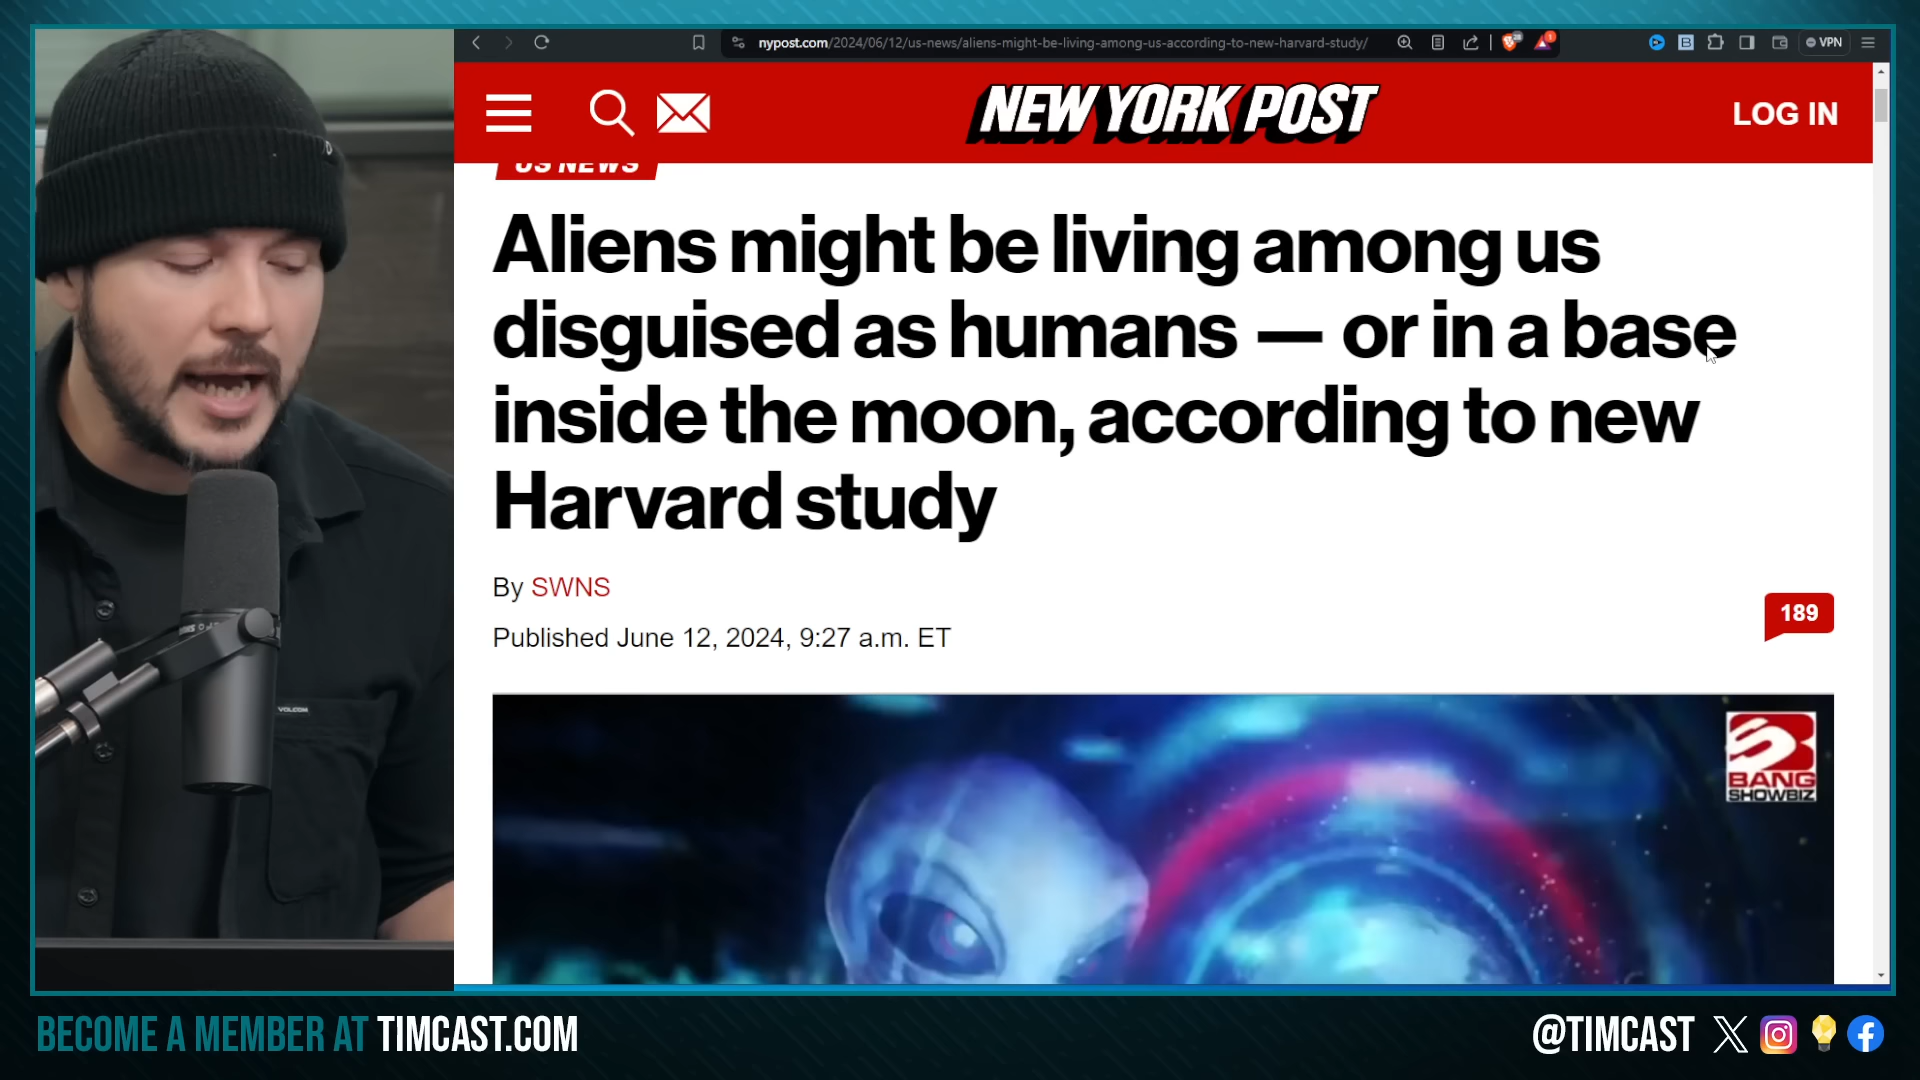 nypost.com/2024/06/12/us-news/aliens-might-be-living-among-us-according-to-new-harvard-study/
VPN
NEW YORK POST
LOG IN
US NEWS
Aliens might be living among us
disguised as humans — or in a base
inside the moon, according to new
Harvard study
By SWNS
Published June 12, 2024, 9:27 a.m. ET
189
BANG
SHOWBIZ
VOLCOM
BECOME A MEMBER AT TIMCAST.COM
@TIMCAST